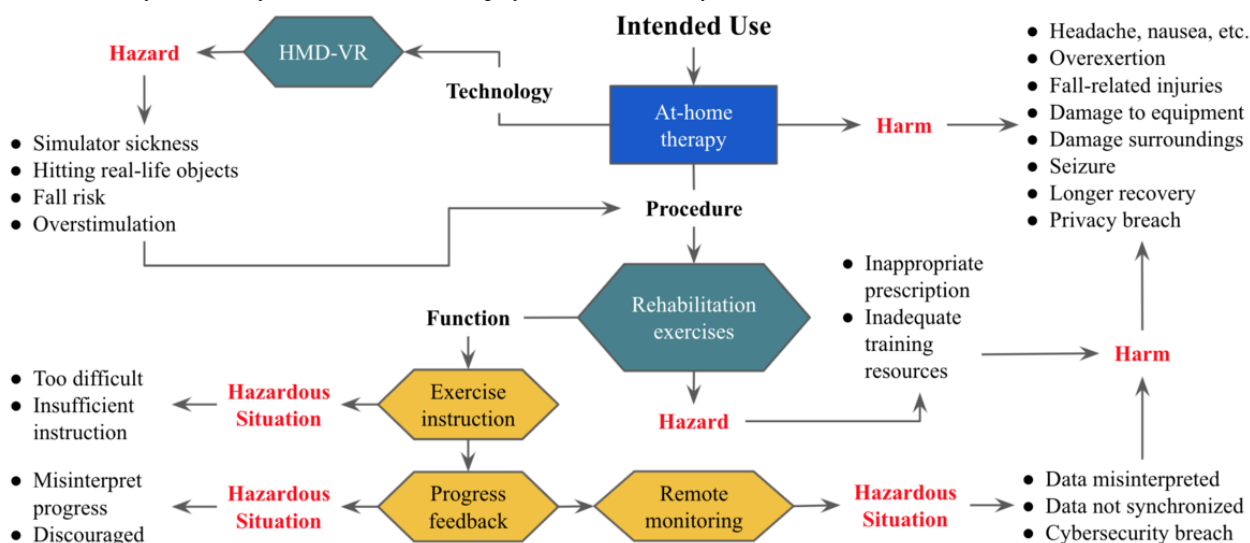 Intended Use
HMD-VR
Hazard
Technology
At-home
therapy
Harm
● Headache, nausea, etc.
● Overexertion
● Fall-related injuries
● Damage to equipment
● Damage surroundings
● Seizure
● Longer recovery
● Privacy breach
● Simulator sickness
● Hitting real-life objects
● Fall risk
● Overstimulation
Procedure
Rehabilitation
exercises
Function
● Inappropriate
prescription
● Inadequate
training
resources
Harm
Hazard
Exercise
instruction
Hazardous
Situation
● Too difficult
● Insufficient
instruction
Progress
feedback
Hazardous
Situation
● Misinterpret
progress
● Discouraged
Remote
monitoring
Hazardous
Situation
● Data misinterpreted
● Data not synchronized
● Cybersecurity breach